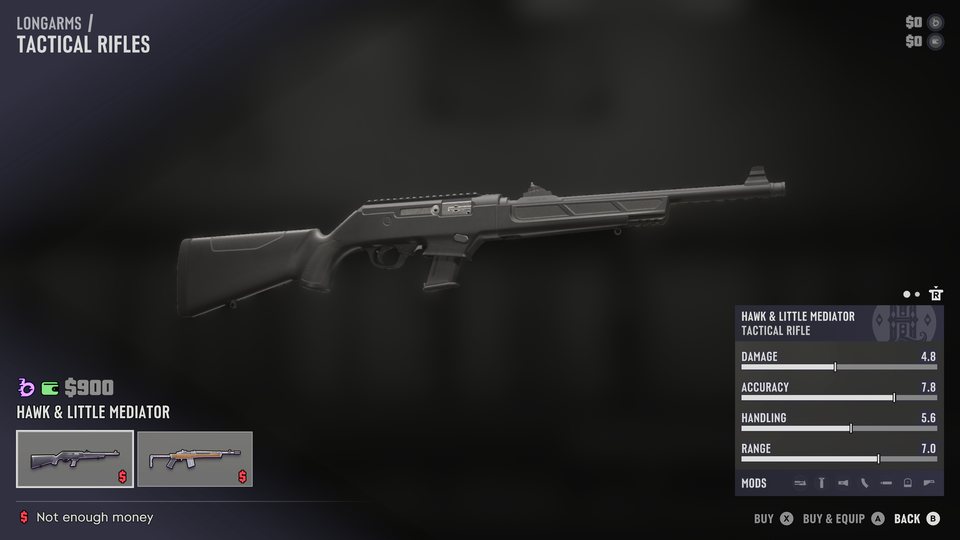 LONGARMS /
TACTICAL RIFLES
$0
$0
R
HAWK & LITTLE MEDIATOR
TACTICAL RIFLE
DAMAGE 4.8
ACCURACY 7.8
HANDLING 5.6
RANGE 7.0
MODS
$900
HAWK & LITTLE MEDIATOR
$ $
$ Not enough money
BUY X BUY & EQUIP A BACK B